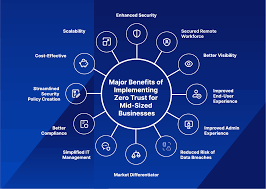 Enhanced Security
Scalability
Secured Remote
Workforce
Cost-Effective
Better Visibility
Major Benefits of
Implementing
Zero Trust for
Mid-Sized
Businesses
Streamlined
Security
Policy Creation
Improved
End-User
Experience
Better
Compliance
Improved Admin
Experience
Simplified IT
Management
Reduced Risk of
Data Breaches
Market Differentiator